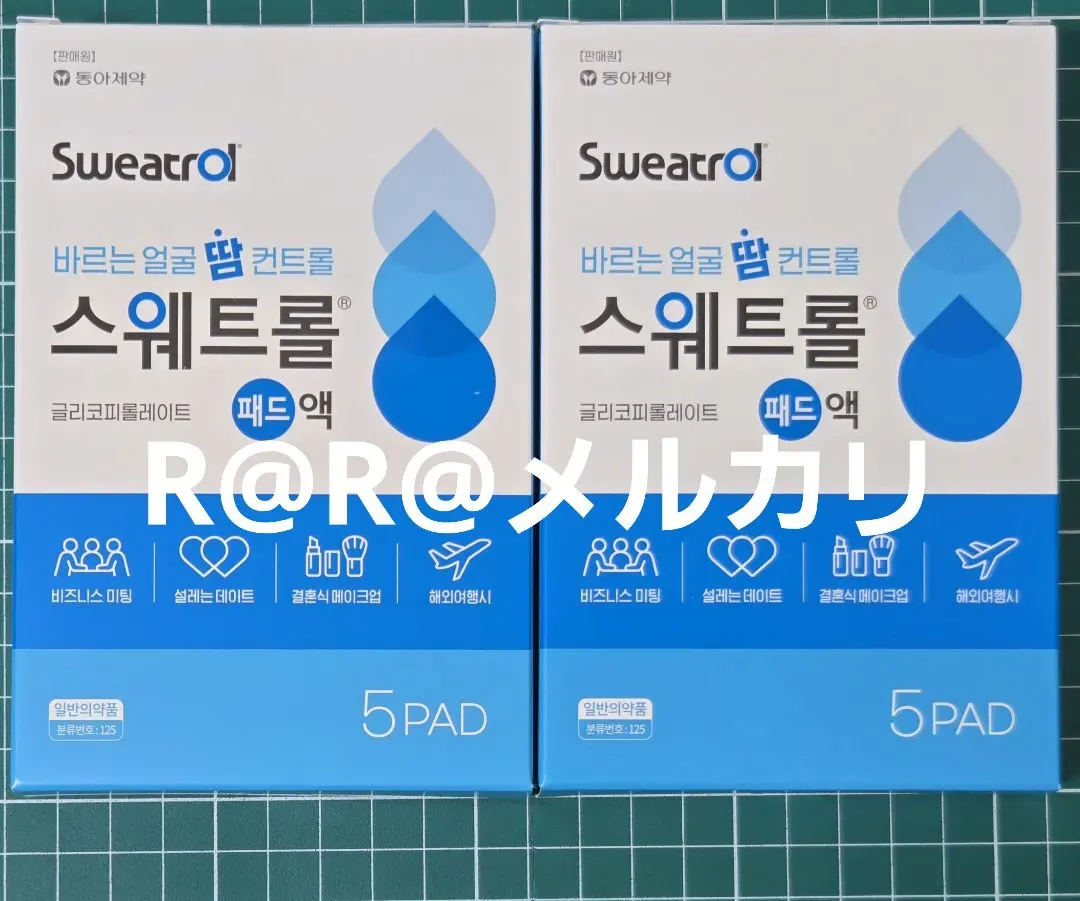 【판매원】
동아제약
Sweatrol
바르는 얼굴 땀 컨트롤
스웨트롤®
글리코피롤레이트 패드액
비즈니스 미팅
설레는 데이트
결혼식 메이크업
해외여행시
일반의약품
분류번호 : 125
5PAD
【판매원】
동아제약
Sweatrol
바르는 얼굴 땀 컨트롤
스웨트롤®
글리코피롤레이트 패드액
비즈니스 미팅
설레는 데이트
결혼식 메이크업
해외여행시
일반의약품
분류번호 : 125
5PAD
R@R@メルカリ